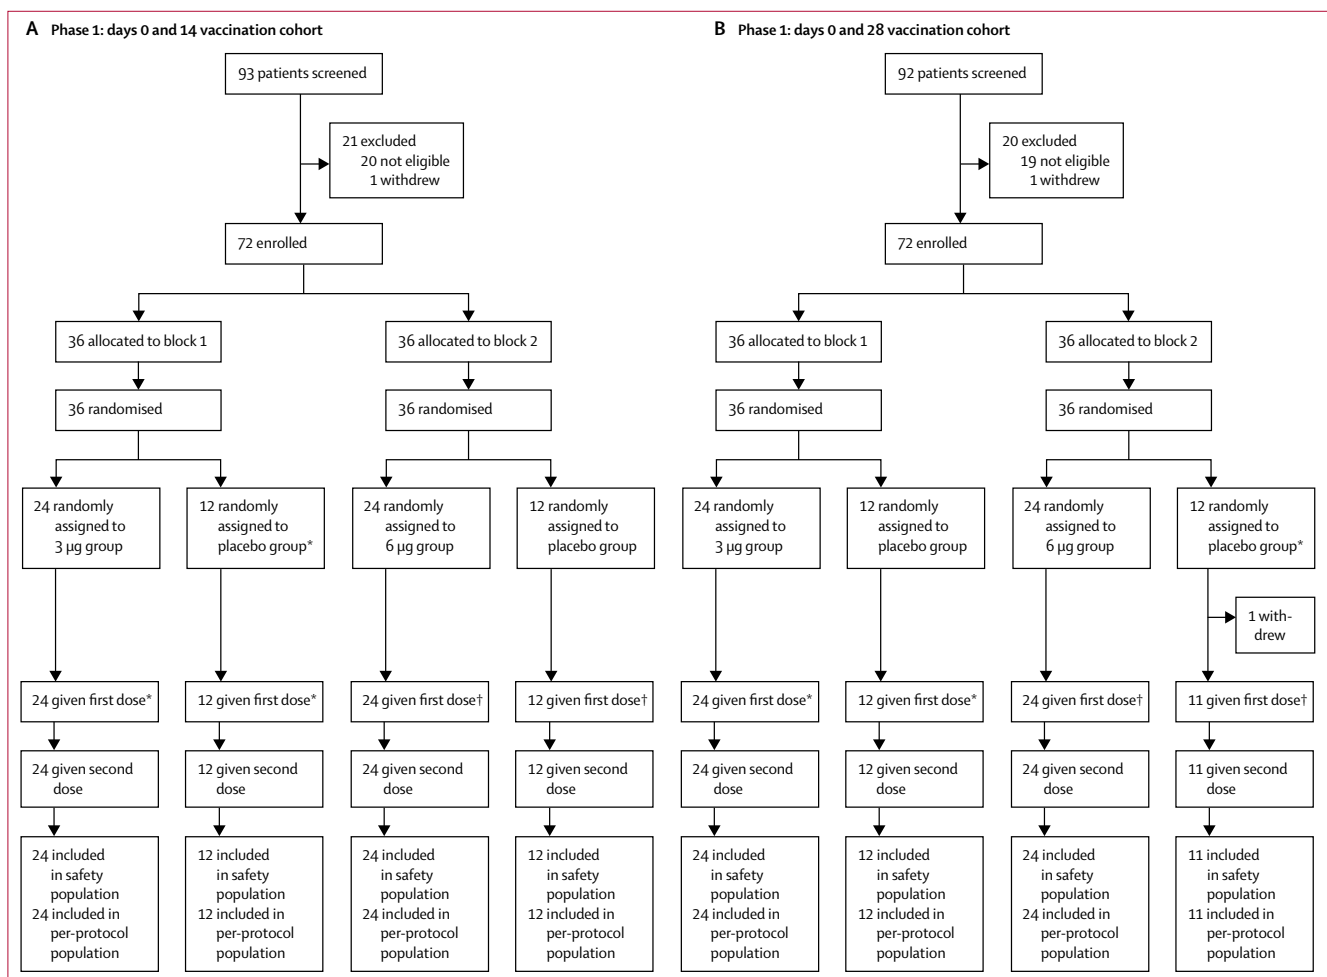 A Phase 1: days 0 and 14 vaccination cohort
93 patients screened
21 excluded
20 not eligible
1 withdrew
72 enrolled
36 allocated to block 1
36 allocated to block 2
36 randomised
36 randomised
24 randomly
assigned to
3 µg group
12 randomly
assigned to
placebo group*
24 randomly
assigned to
6 µg group
12 randomly
assigned to
placebo group
24 given first dose*
12 given first dose*
24 given first dose†
12 given first dose†
24 given second
dose
12 given second
dose
24 given second
dose
12 given second
dose
24 included
in safety
population
24 included in
per-protocol
population
12 included
in safety
population
12 included in
per-protocol
population
24 included
in safety
population
24 included in
per-protocol
population
12 included
in safety
population
12 included in
per-protocol
population
B Phase 1: days 0 and 28 vaccination cohort
92 patients screened
20 excluded
19 not eligible
1 withdrew
72 enrolled
36 allocated to block 1
36 allocated to block 2
36 randomised
36 randomised
24 randomly
assigned to
3 µg group
12 randomly
assigned to
placebo group
24 randomly
assigned to
6 µg group
12 randomly
assigned to
placebo group*
1 with-
drew
24 given first dose*
12 given first dose*
24 given first dose†
11 given first dose†
24 given second
dose
12 given second
dose
24 given second
dose
11 given second
dose
24 included
in safety
population
24 included in
per-protocol
population
12 included
in safety
population
12 included in
per-protocol
population
24 included
in safety
population
24 included in
per-protocol
population
11 included
in safety
population
11 included in
per-protocol
population